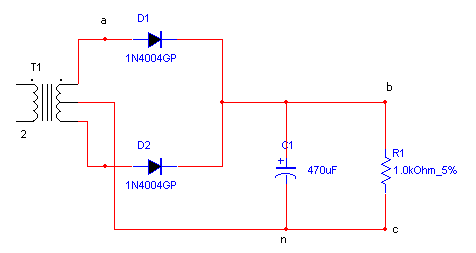 D1
a
1N4004GP
T1
b
2
D2
C1
R1
+
470uF
1.0kOhm_5%
1N4004GP
n
c